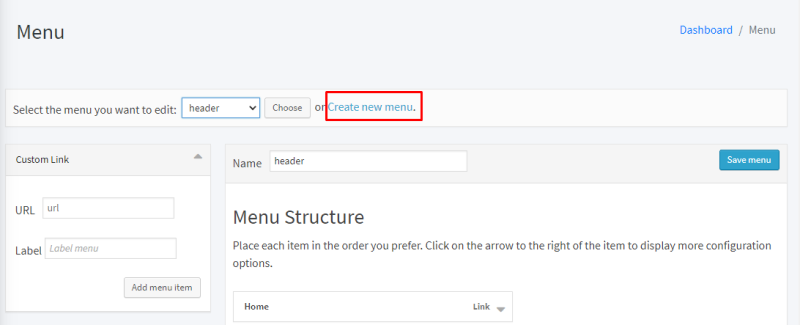 Menu
Dashboard / Menu
Select the menu you want to edit: header Choose or Create new menu.
Custom Link
Name header Save menu
URL url
Label Label menu
Add menu item
Menu Structure
Place each item in the order you prefer. Click on the arrow to the right of the item to display more configuration
options.
Home Link